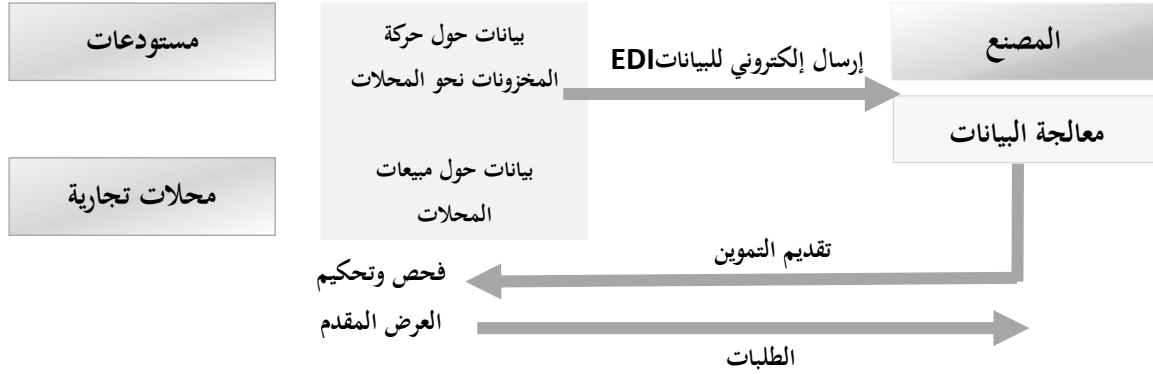 المصنع
معالجة البيانات
إرسال إلكتروني للبياناتEDI
بيانات حول حركة
المخزونات نحو المحلات
بيانات حول مبيعات
المحلات
مستودعات
محلات تجارية
تقديم التموين
فحص وتحكيم
العرض المقدم
الطلبات